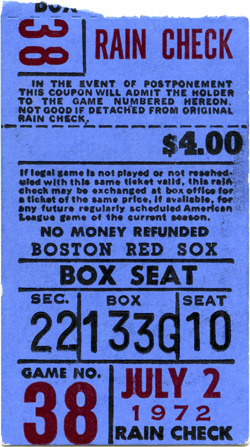 BOX
38
RAIN CHECK
IN THE EVENT OF POSTPONEMENT
THIS COUPON WILL ADMIT THE HOLDER
TO THE GAME NUMBERED HEREON.
NOT GOOD IF DETACHED FROM ORIGINAL
RAIN CHECK.
$4.00
If legal game is not played or not resched-
uled with this same ticket valid, this rain
check may be exchanged at box office for
a ticket of the same price, if available, for
any future regularly scheduled American
League game of the current season.
NO MONEY REFUNDED
BOSTON RED SOX
BOX SEAT
SEC. BOX SEAT
22 133G 10
GAME NO.
38
JULY 2
1972
RAIN CHECK